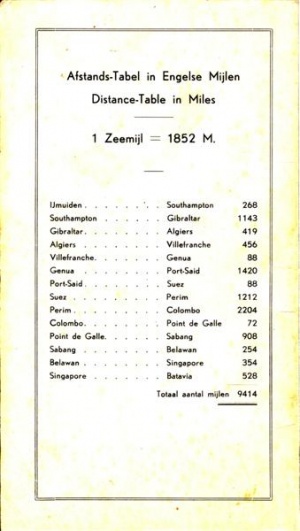 Afstands-Tabel in Engelse Mijlen
Distance-Table in Miles
1 Zeemijl = 1852 M.
IJmuiden . . . . . . . Southampton 268
Southampton . . . . . . Gibraltar 1143
Gibraltar. . . . . . . Algiers 419
Algiers . . . . . . . Villefranche 456
Villefranche. . . . . . Genua 88
Genua . . . . . . . Port-Said 1420
Port-Said. . . . . . . Suez 88
Suez . . . . . . . . Perim 1212
Perim. . . . . . . . Colombo 2204
Colombo. . . . . . . Point de Galle 72
Point de Galle. . . . . Sabang 908
Sabang . . . . . . . Belawan 254
Belawan . . . . . . . Singapore 354
Singapore . . . . . . Batavia 528
Totaal aantal mijlen 9414